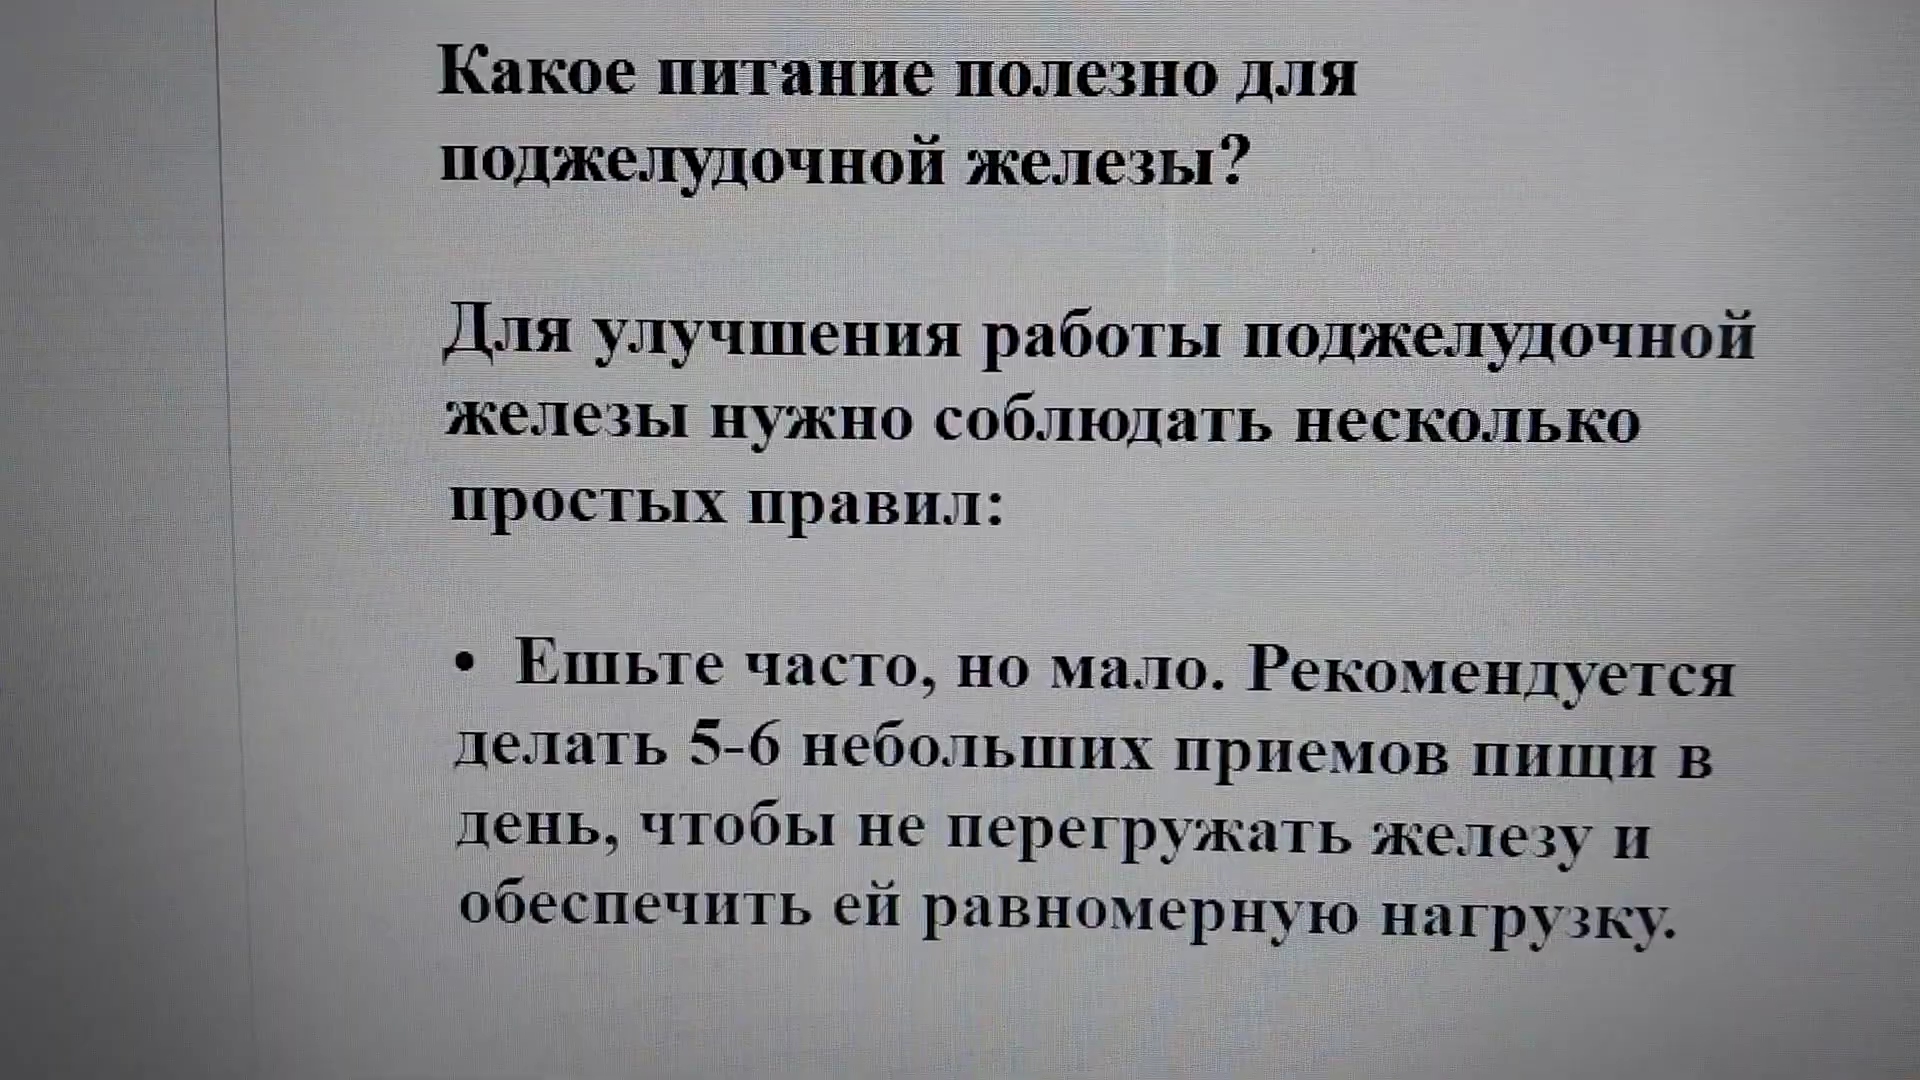 Какое питание полезно для
поджелудочной железы?
Для улучшения работы поджелудочной
железы нужно соблюдать несколько
простых правил:
• Ешьте часто, но мало. Рекомендуется
делать 5-6 небольших приемов пищи в
день, чтобы не перегружать железу и
обеспечить ей равномерную нагрузку.